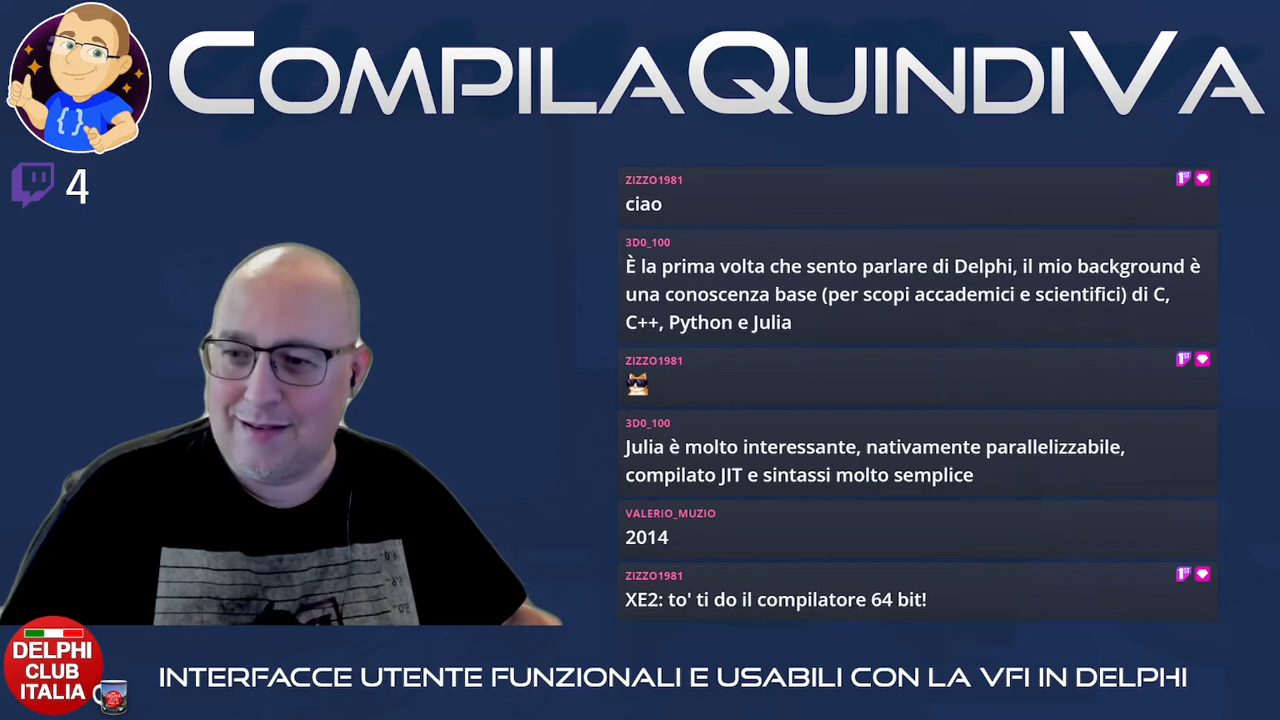 CompilaQuindiVa
{ }
4
ZIZZO1981
1ST
ciao
3D0_100
È la prima volta che sento parlare di Delphi, il mio background è
una conoscenza base (per scopi accademici e scientifici) di C,
C++, Python e Julia
ZIZZO1981
1ST
3D0_100
Julia è molto interessante, nativamente parallelizzabile,
compilato JIT e sintassi molto semplice
VALERIO_MUZIO
2014
ZIZZO1981
1ST
XE2: to' ti do il compilatore 64 bit!
DELPHI
CLUB
ITALIA
INTERFACCE UTENTE FUNZIONALI E USABILI CON LA VFI IN DELPHI